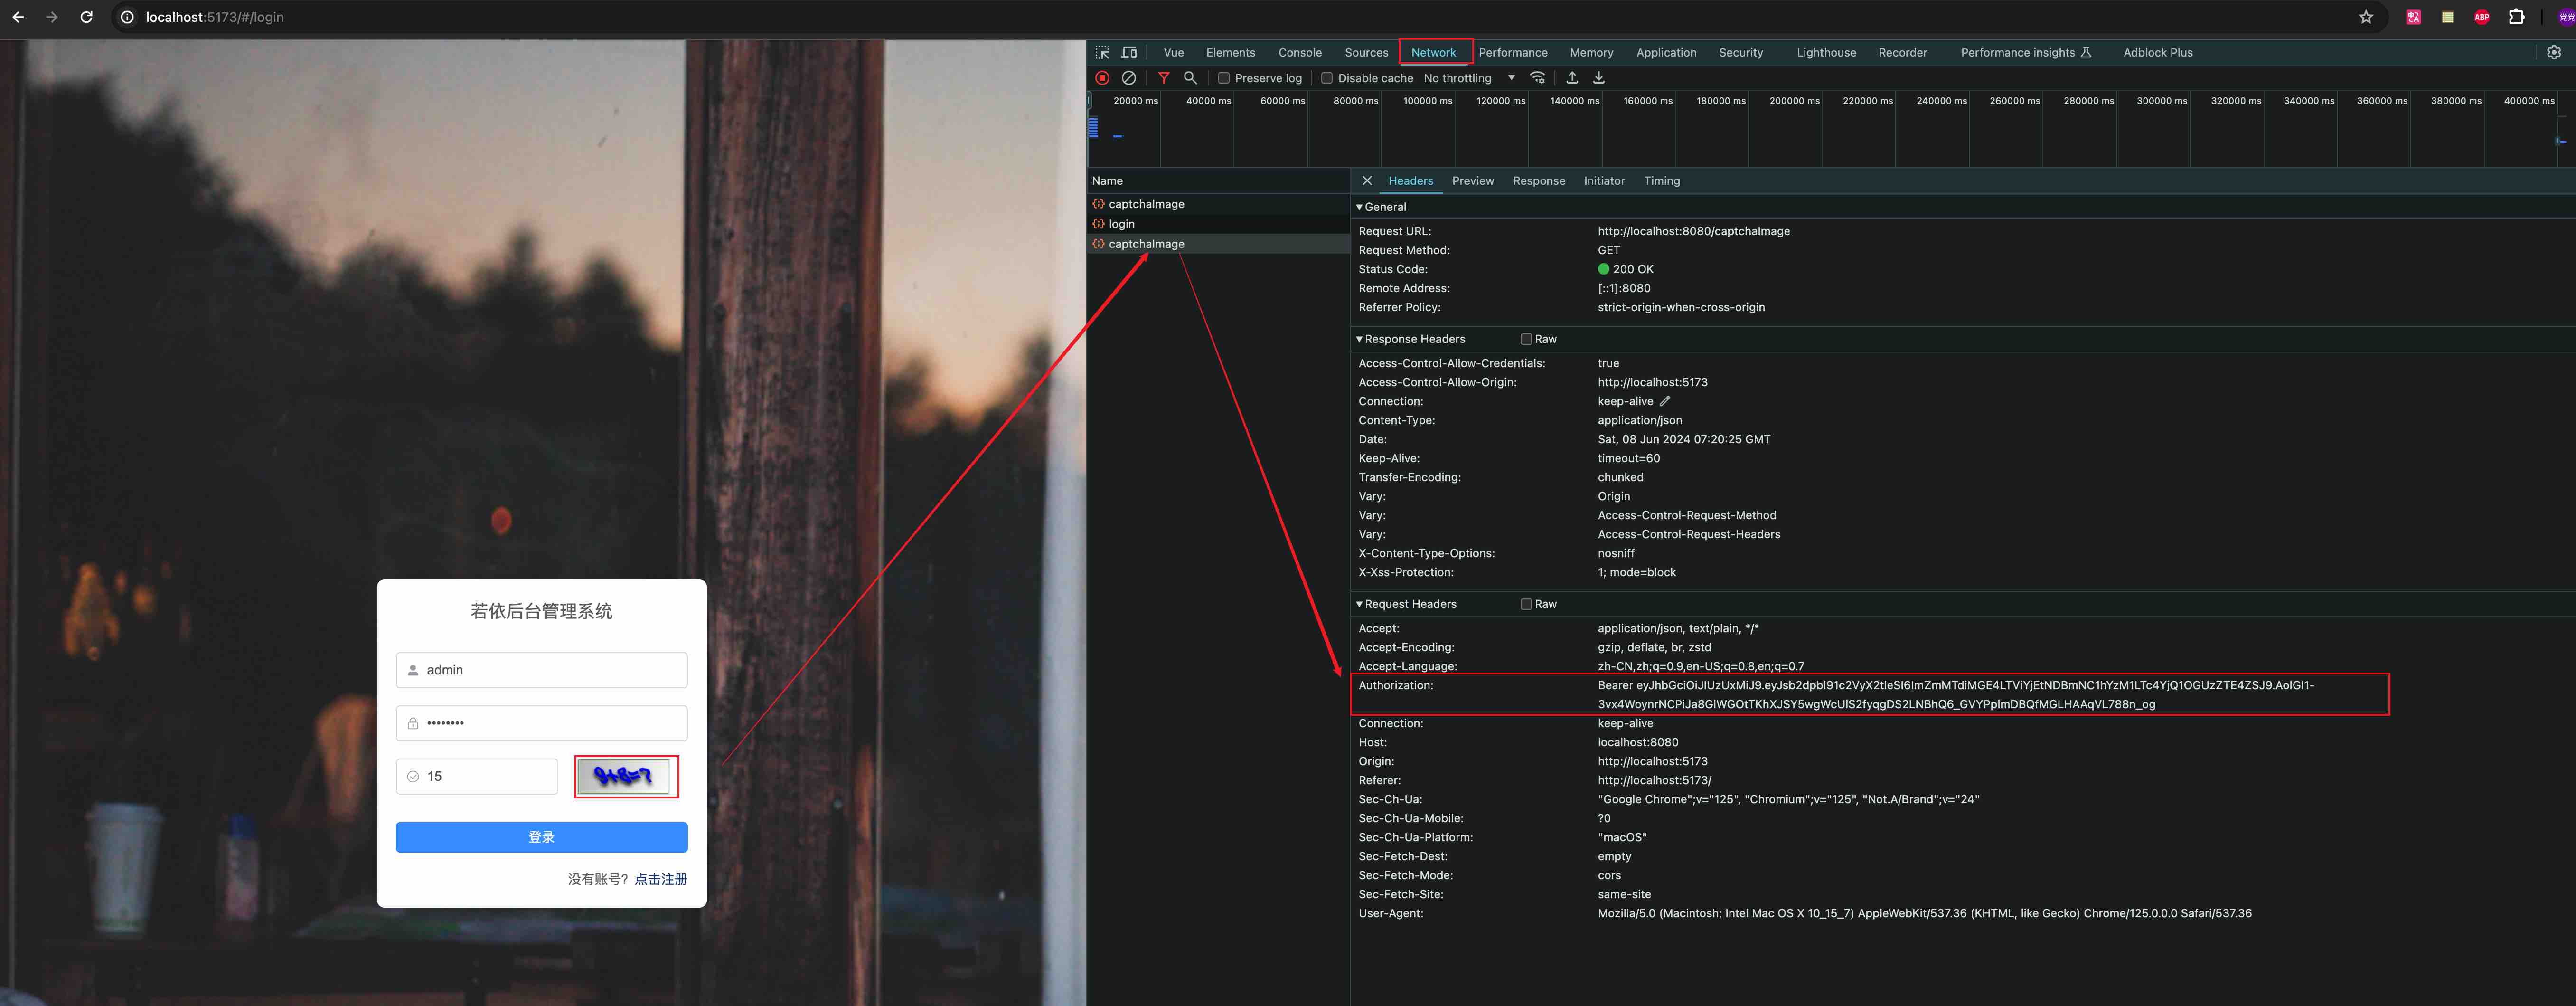 localhost:5173/#/login
ABP
党党
Vue Elements Console Sources Network Performance Memory Application Security Lighthouse Recorder Performance insights Adblock Plus
Preserve log Disable cache No throttling
20000 ms 40000 ms 60000 ms 80000 ms 100000 ms 120000 ms 140000 ms 160000 ms 180000 ms 200000 ms 220000 ms 240000 ms 260000 ms 280000 ms 300000 ms 320000 ms 340000 ms 360000 ms 380000 ms 400000 ms
Name
captchaImage
login
captchaImage
Headers Preview Response Initiator Timing
General
Request URL: http://localhost:8080/captchaImage
Request Method: GET
Status Code: 200 OK
Remote Address: [::1]:8080
Referrer Policy: strict-origin-when-cross-origin
Response Headers Raw
Access-Control-Allow-Credentials: true
Access-Control-Allow-Origin: http://localhost:5173
Connection: keep-alive
Content-Type: application/json
Date: Sat, 08 Jun 2024 07:20:25 GMT
Keep-Alive: timeout=60
Transfer-Encoding: chunked
Vary: Origin
Vary: Access-Control-Request-Method
Vary: Access-Control-Request-Headers
X-Content-Type-Options: nosniff
X-Xss-Protection: 1; mode=block
Request Headers Raw
Accept: application/json, text/plain, */*
Accept-Encoding: gzip, deflate, br, zstd
Accept-Language: zh-CN,zh;q=0.9,en-US;q=0.8,en;q=0.7
Authorization: Bearer
Connection: keep-alive
Host: localhost:8080
Origin: http://localhost:5173
Referer: http://localhost:5173/
Sec-Ch-Ua: "Google Chrome";v="125", "Chromium";v="125", "Not.A/Brand";v="24"
Sec-Ch-Ua-Mobile: ?0
Sec-Ch-Ua-Platform: "macOS"
Sec-Fetch-Dest: empty
Sec-Fetch-Mode: cors
Sec-Fetch-Site: same-site
User-Agent: Mozilla/5.0 (Macintosh; Intel Mac OS X 10_15_7) AppleWebKit/537.36 (KHTML, like Gecko) Chrome/125.0.0.0 Safari/537.36
若依后台管理系统
admin
••••••••
15
9+8=?
登录
没有账号? 点击注册